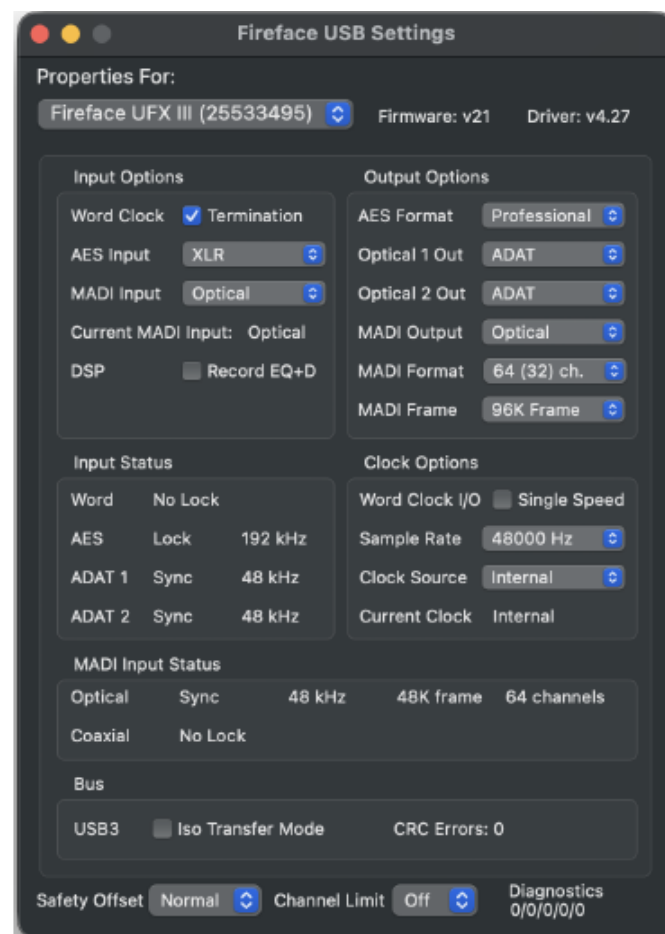 Fireface USB Settings
Properties For:
Fireface UFX III (25533495) Firmware: v21 Driver: v4.27
Input Options
Word Clock Termination
AES Input XLR
MADI Input Optical
Current MADI Input: Optical
DSP Record EQ+D
Output Options
AES Format Professional
Optical 1 Out ADAT
Optical 2 Out ADAT
MADI Output Optical
MADI Format 64 (32) ch.
MADI Frame 96K Frame
Input Status
Word No Lock
AES Lock 192 kHz
ADAT 1 Sync 48 kHz
ADAT 2 Sync 48 kHz
Clock Options
Word Clock I/O Single Speed
Sample Rate 48000 Hz
Clock Source Internal
Current Clock Internal
MADI Input Status
Optical Sync 48 kHz 48K frame 64 channels
Coaxial No Lock
Bus
USB3 Iso Transfer Mode CRC Errors: 0
Safety Offset Normal Channel Limit Off Diagnostics
0/0/0/0/0